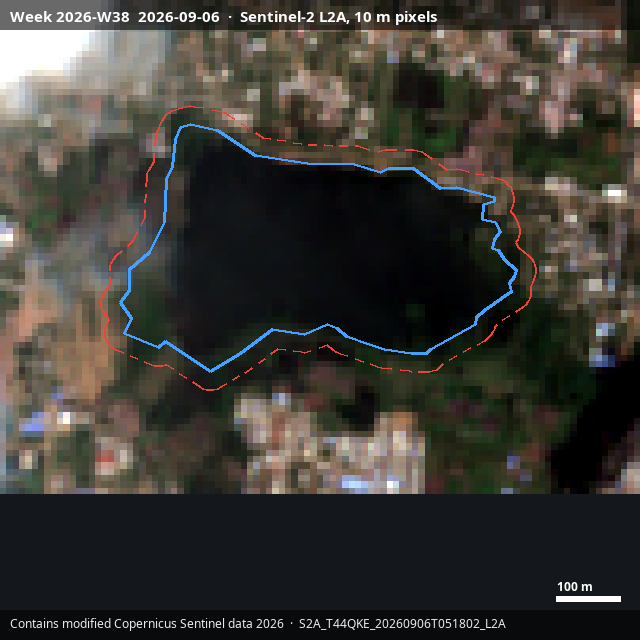 Week 2026-W38  2026-09-06  ·  Sentinel-2 L2A, 10 m pixels
100 m
Contains modified Copernicus Sentinel data 2026  ·  S2A_T44QKE_20260906T051802_L2A